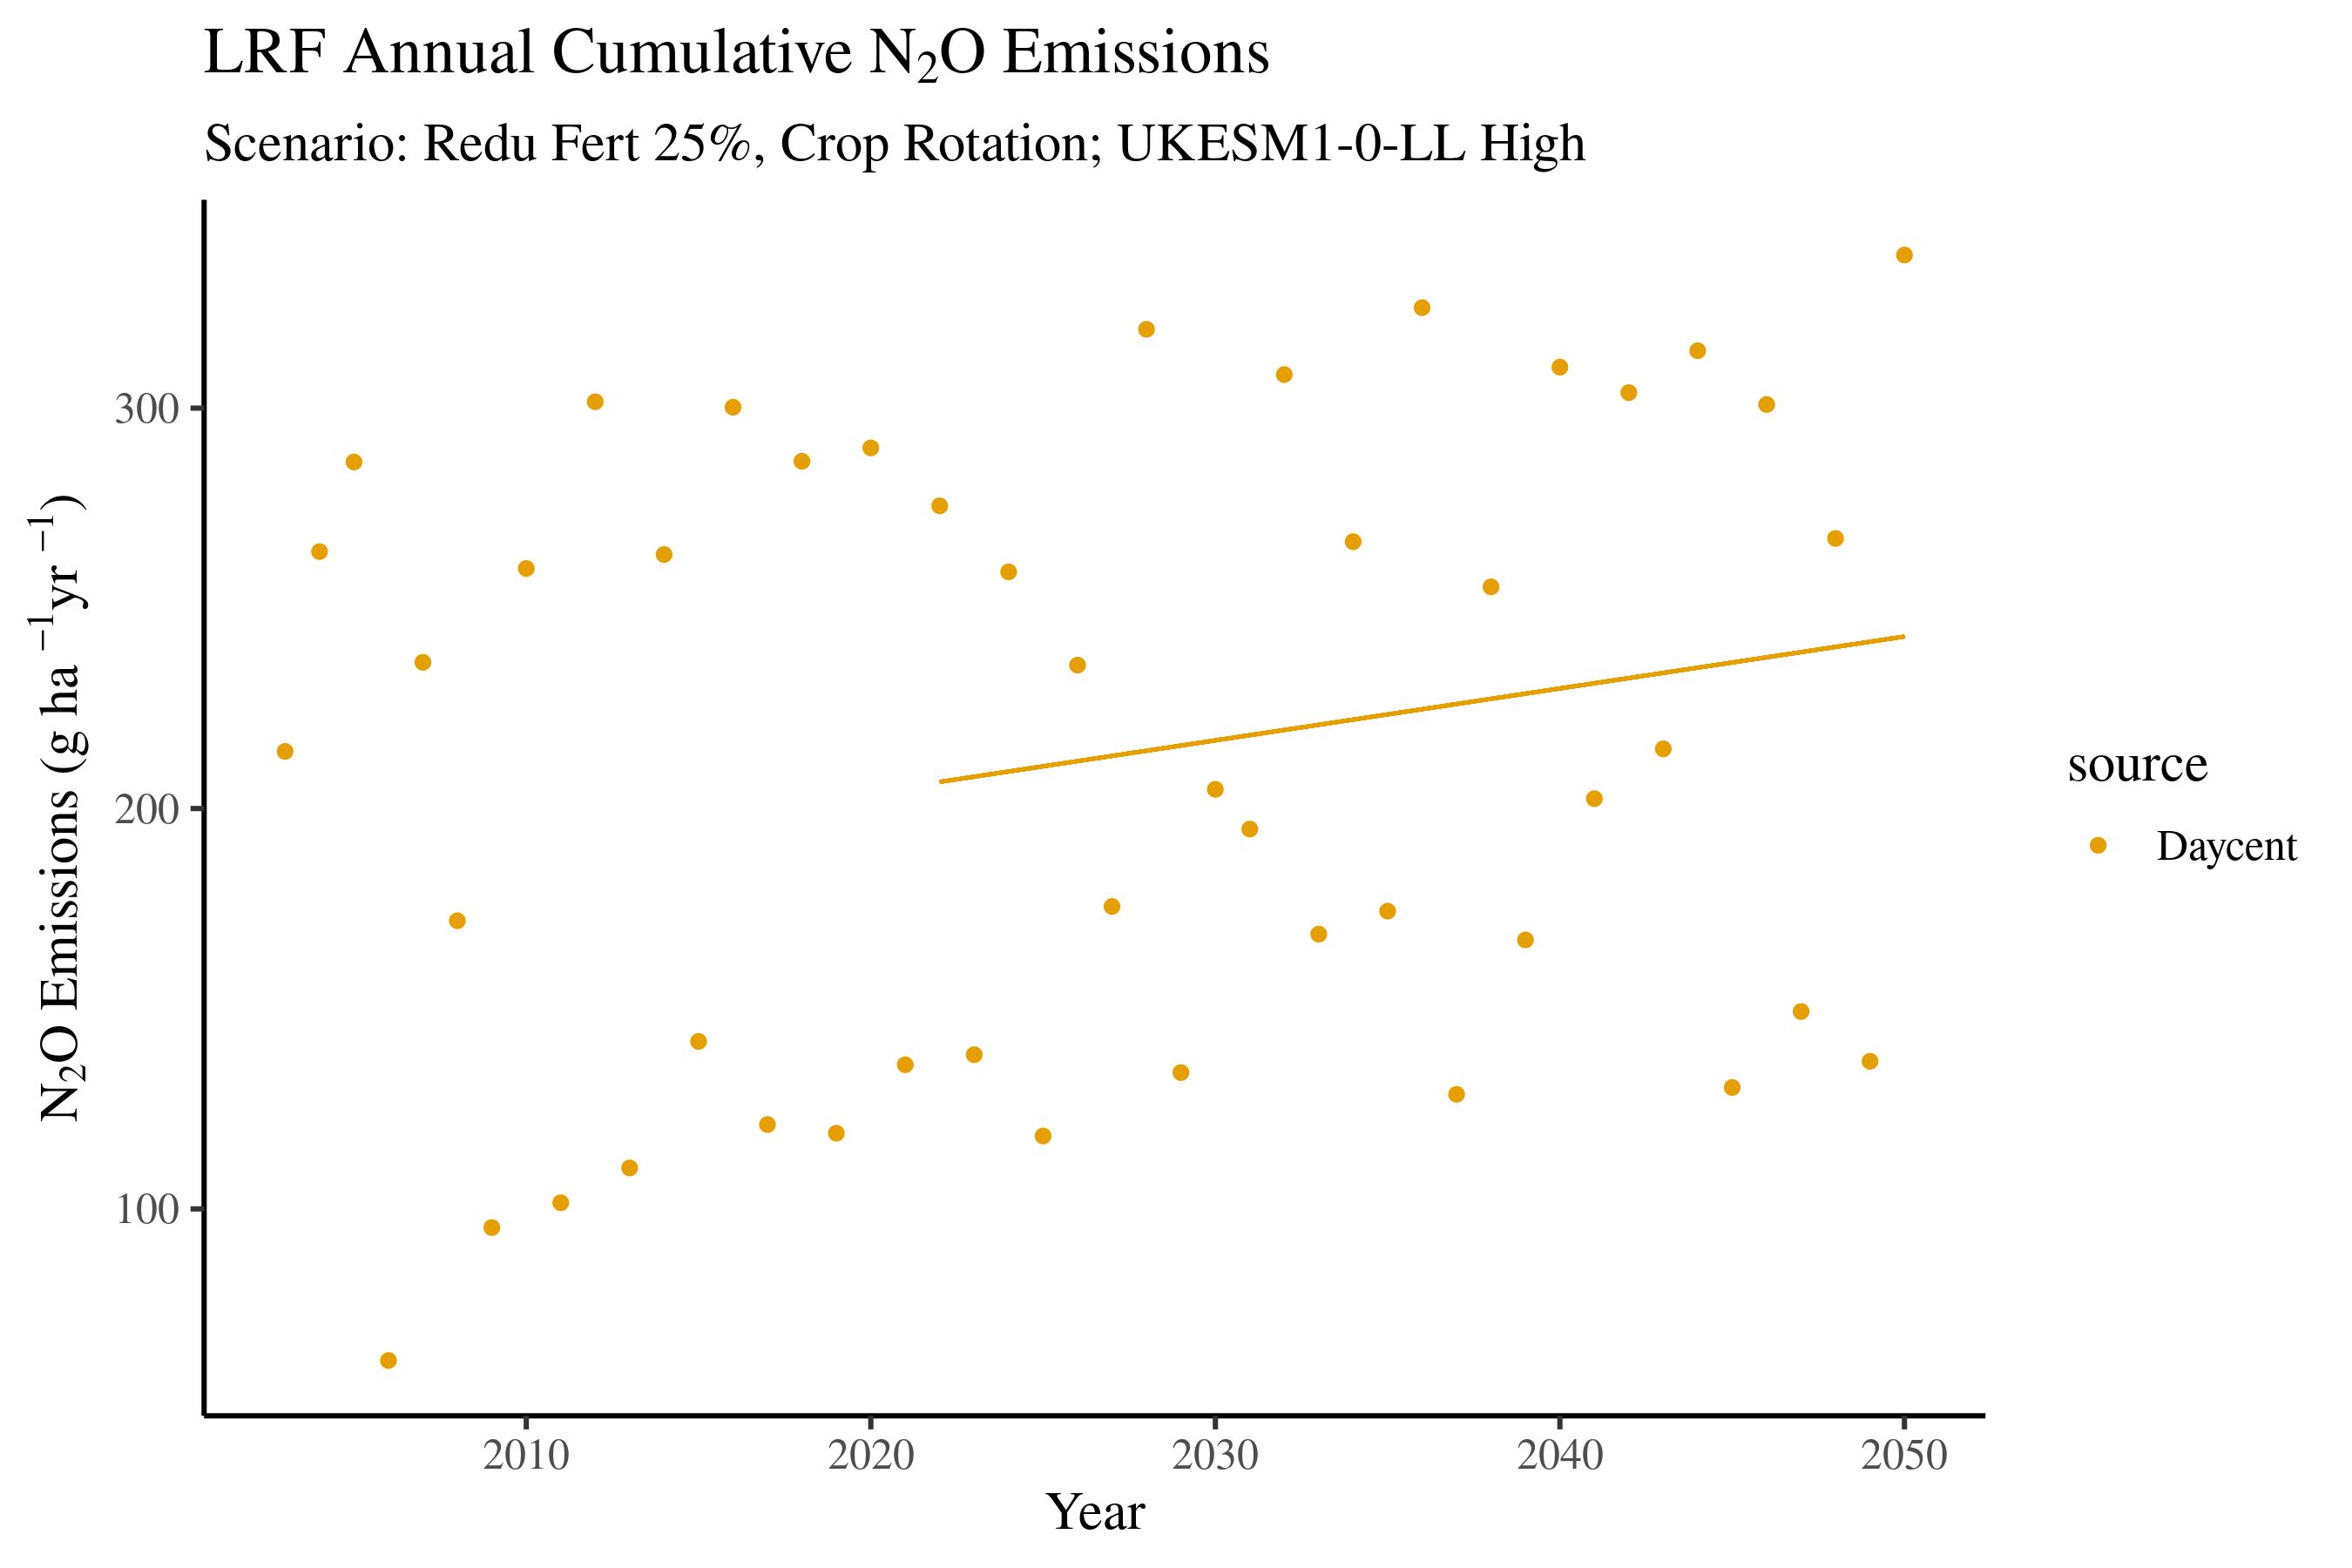 LRF Annual Cumulative N₂O Emissions
Scenario: Redu Fert 25%, Crop Rotation; UKESM1-0-LL High
N₂O Emissions (g ha ⁻¹yr ⁻¹)
300
200
100
2010 2020 2030 2040 2050
Year
source
Daycent